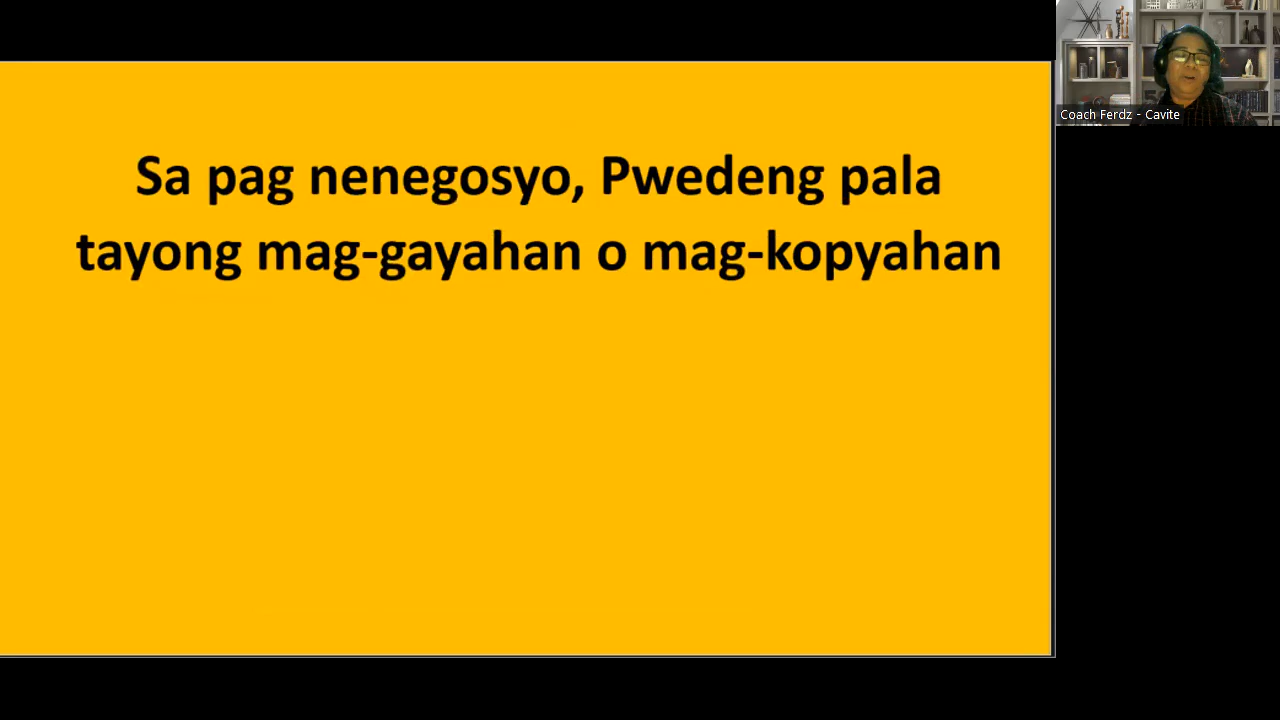 Sa pag nenegosyo, Pwedeng pala
tayong mag-gayahan o mag-kopyahan
Coach Ferdz - Cavite